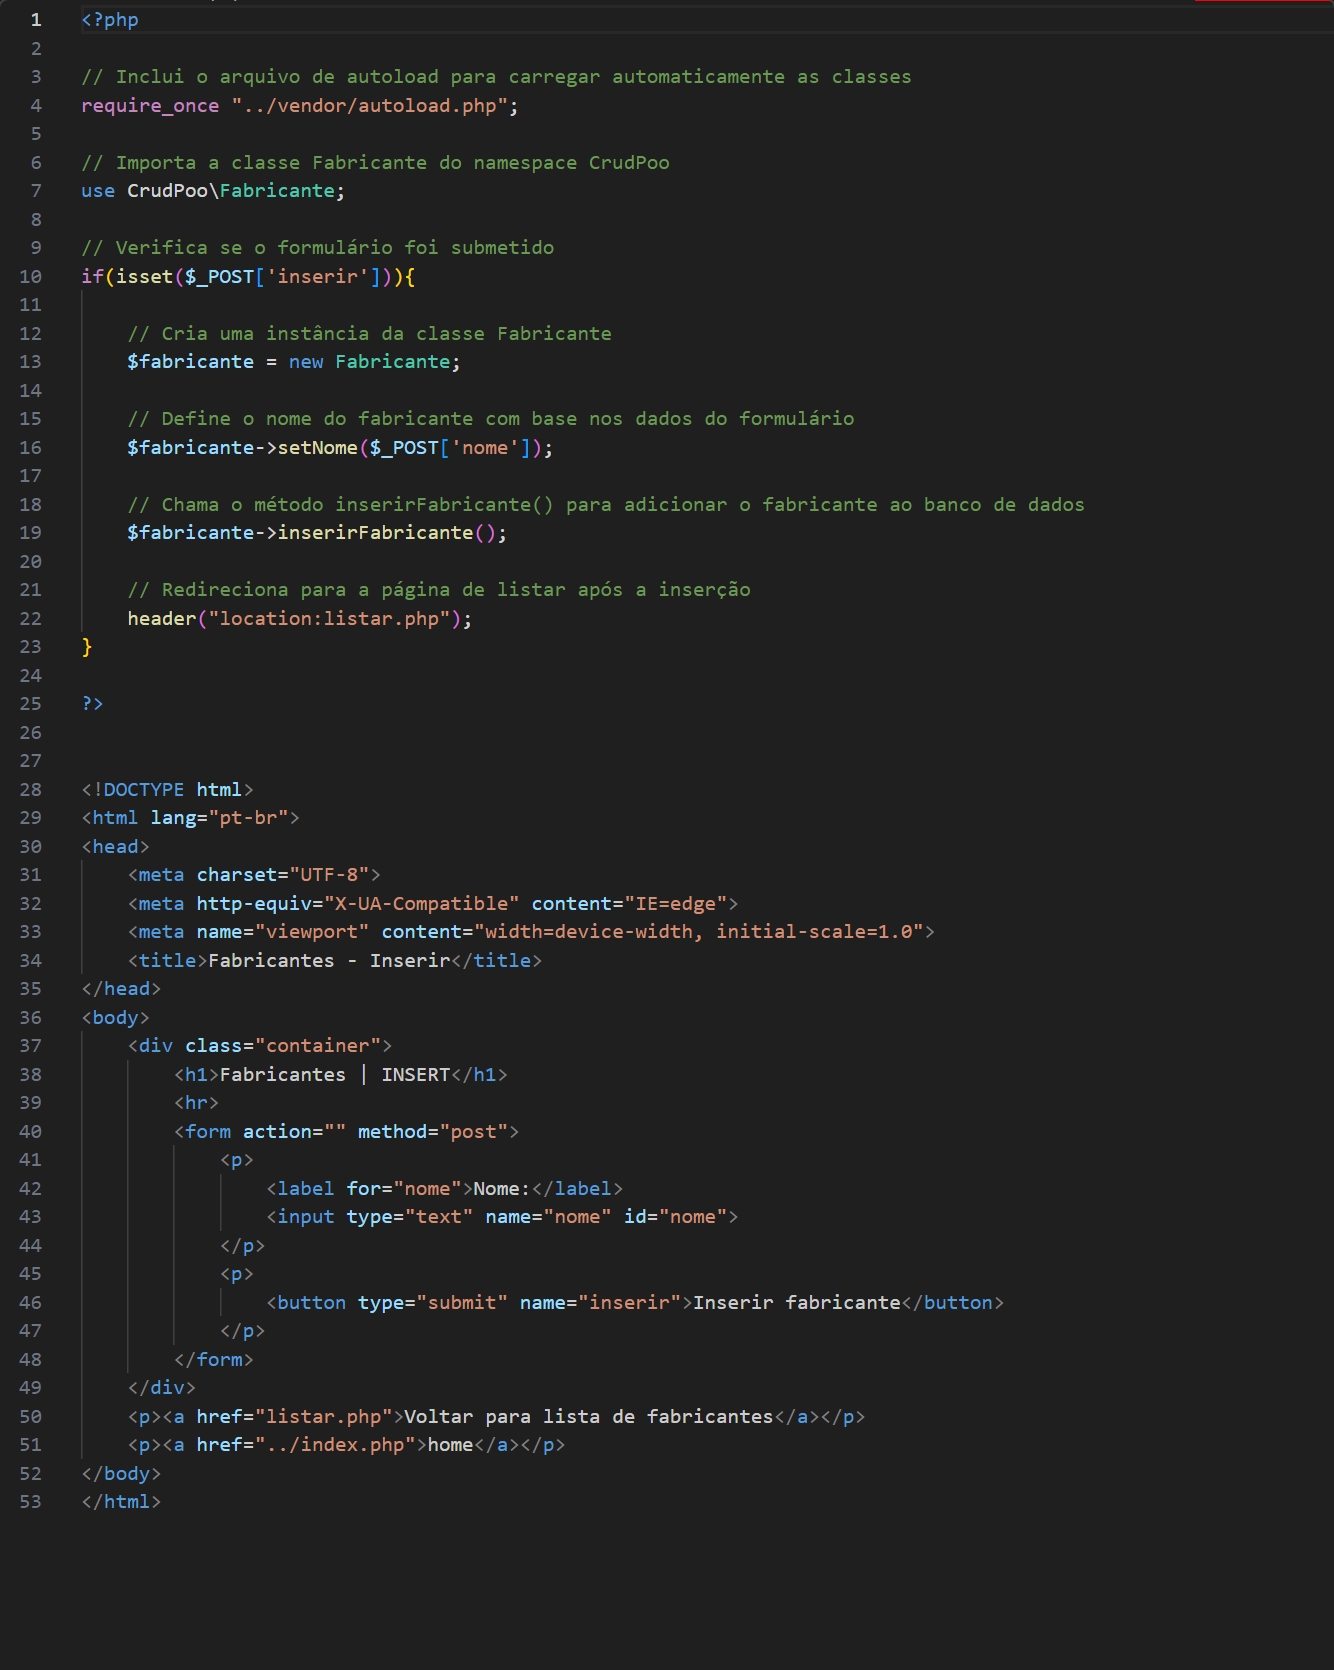 1 <?php
2
3 // Inclui o arquivo de autoload para carregar automaticamente as classes
4 require_once "../vendor/autoload.php";
5
6 // Importa a classe Fabricante do namespace CrudPoo
7 use CrudPoo\Fabricante;
8
9 // Verifica se o formulário foi submetido
10 if(isset($_POST['inserir'])){
11
12     // Cria uma instância da classe Fabricante
13     $fabricante = new Fabricante;
14
15     // Define o nome do fabricante com base nos dados do formulário
16     $fabricante->setNome($_POST['nome']);
17
18     // Chama o método inserirFabricante() para adicionar o fabricante ao banco de dados
19     $fabricante->inserirFabricante();
20
21     // Redireciona para a página de listar após a inserção
22     header("location:listar.php");
23 }
24
25 ?>
26
27
28 <!DOCTYPE html>
29 <html lang="pt-br">
30 <head>
31     <meta charset="UTF-8">
32     <meta http-equiv="X-UA-Compatible" content="IE=edge">
33     <meta name="viewport" content="width=device-width, initial-scale=1.0">
34     <title>Fabricantes - Inserir</title>
35 </head>
36 <body>
37     <div class="container">
38         <h1>Fabricantes | INSERT</h1>
39         <hr>
40         <form action="" method="post">
41             <p>
42                 <label for="nome">Nome:</label>
43                 <input type="text" name="nome" id="nome">
44             </p>
45             <p>
46                 <button type="submit" name="inserir">Inserir fabricante</button>
47             </p>
48         </form>
49     </div>
50     <p><a href="listar.php">Voltar para lista de fabricantes</a></p>
51     <p><a href="../index.php">home</a></p>
52 </body>
53 </html>